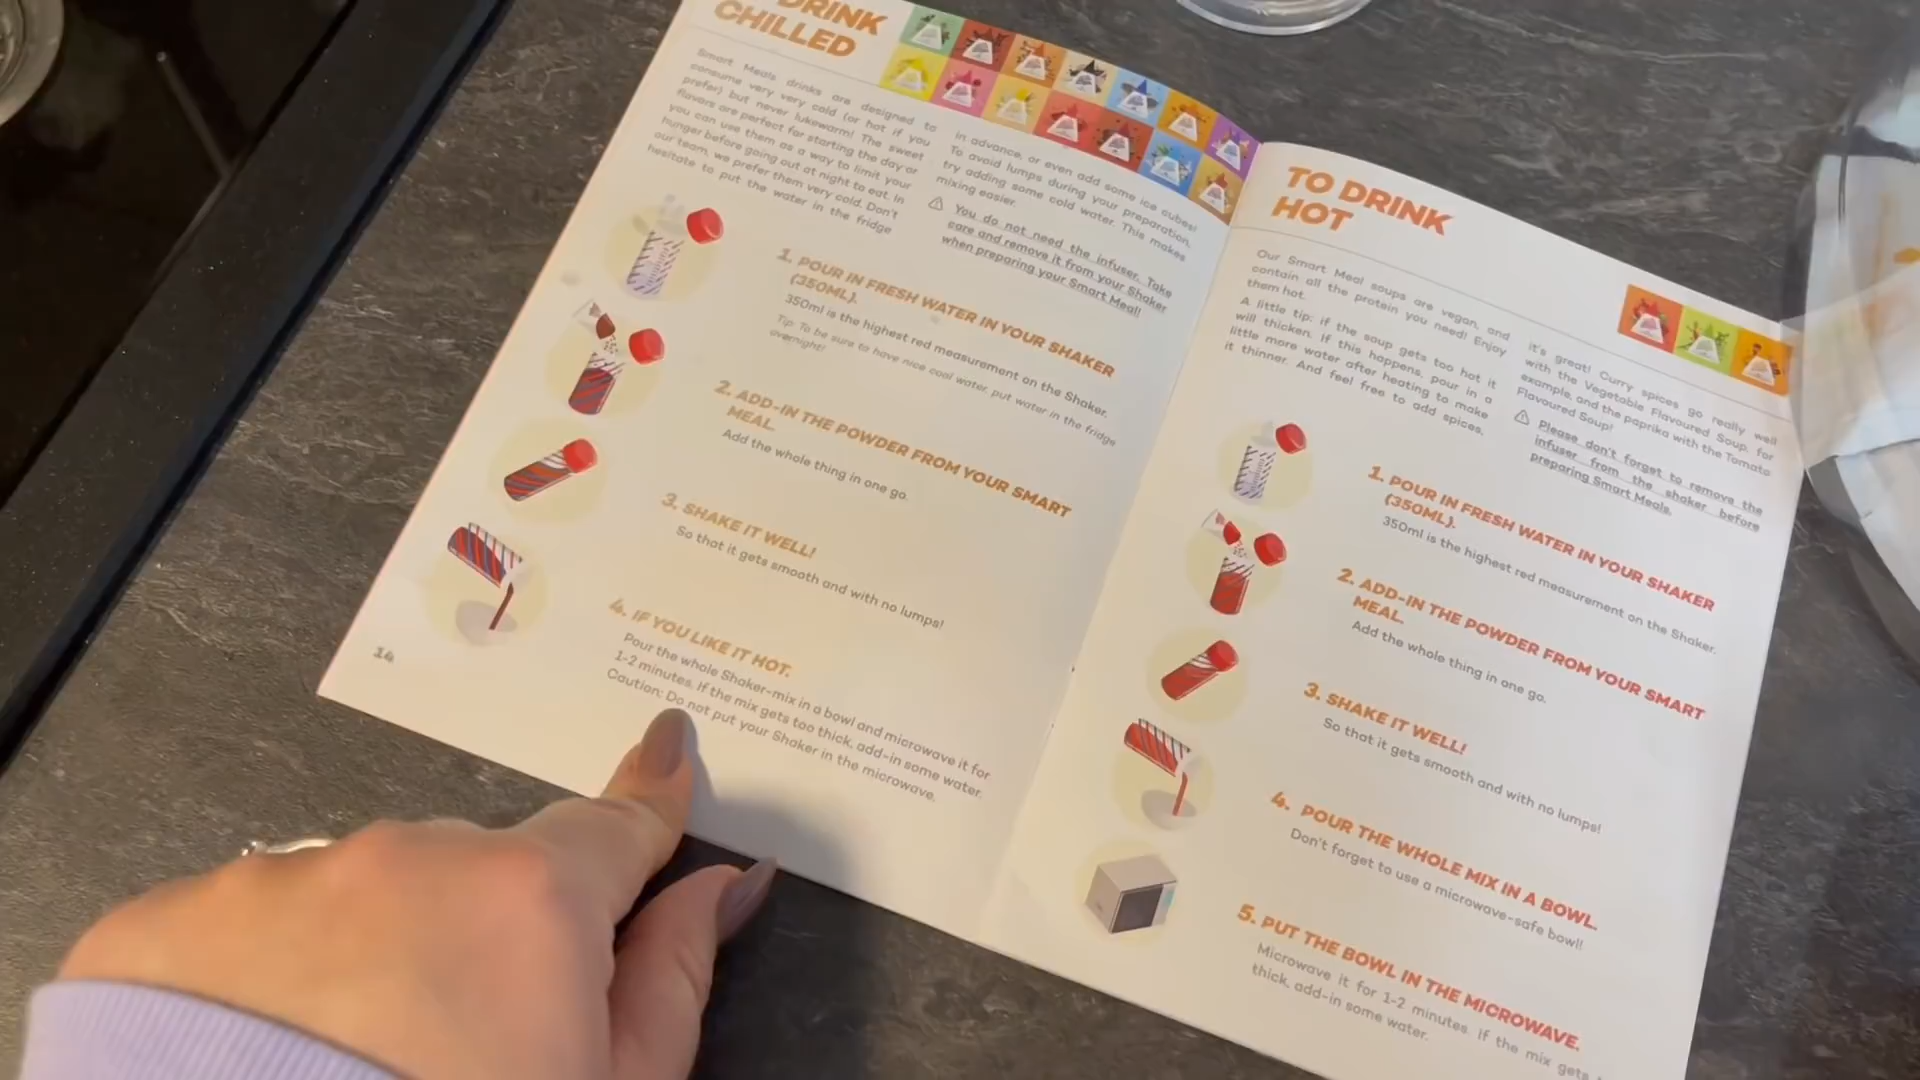 DRINK
CHILLED
Smart Meals drinks are designed to
consume very very cold (or hot if you
prefer) but never lukewarm! The sweet
flavors are perfect for starting the day or
you can use them as a way to limit your
hunger before going out at night to eat. In
our team, we prefer them very cold. Don't
hesitate to put the water in the fridge
in advance, or even add some ice cubes!
To avoid lumps during your preparation,
try adding some cold water. This makes
mixing easier.
You do not need the infuser. Take
care and remove it from your Shaker
when preparing your Smart Meal!
1. POUR IN FRESH WATER IN YOUR SHAKER
(350ML).
350ml is the highest red measurement on the Shaker.
Tip: To be sure to have nice cool water, put water in the fridge
overnight!
2. ADD-IN THE POWDER FROM YOUR SMART
MEAL.
Add the whole thing in one go.
3. SHAKE IT WELL!
So that it gets smooth and with no lumps!
4. IF YOU LIKE IT HOT.
Pour the whole Shaker-mix in a bowl and microwave it for
1-2 minutes. If the mix gets too thick, add-in some water.
Caution: Do not put your Shaker in the microwave.
14
TO DRINK
HOT
Our Smart Meal soups are vegan, and
contain all the protein you need! Enjoy
them hot.
A little tip: if the soup gets too hot it
will thicken. If this happens, pour in a
little more water after heating to make
it thinner. And feel free to add spices,
it's great! Curry spices go really well
with the Vegetable Flavoured Soup, for
example, and the paprika with the Tomato
Flavoured Soup!
Please don't forget to remove the
infuser from the shaker before
preparing Smart Meals.
1. POUR IN FRESH WATER IN YOUR SHAKER
(350ML).
350ml is the highest red measurement on the Shaker.
2. ADD-IN THE POWDER FROM YOUR SMART
MEAL.
Add the whole thing in one go.
3. SHAKE IT WELL!
So that it gets smooth and with no lumps!
4. POUR THE WHOLE MIX IN A BOWL.
Don't forget to use a microwave-safe bowl!
5. PUT THE BOWL IN THE MICROWAVE.
Microwave it for 1-2 minutes. If the mix gets
thick, add-in some water.